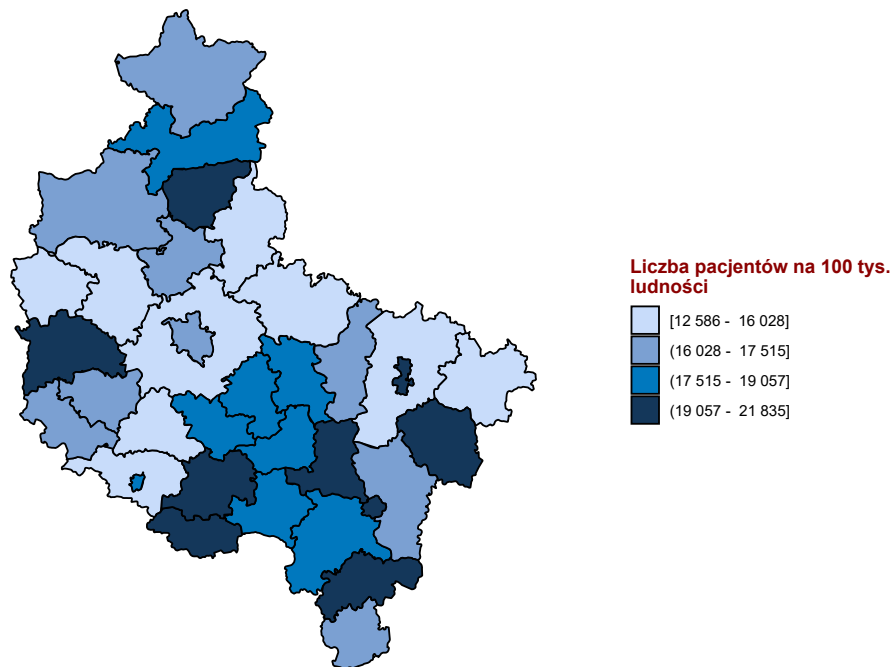 Liczba pacjentów na 100 tys.
ludności
[12 586 - 16 028]
(16 028 - 17 515]
(17 515 - 19 057]
(19 057 - 21 835]